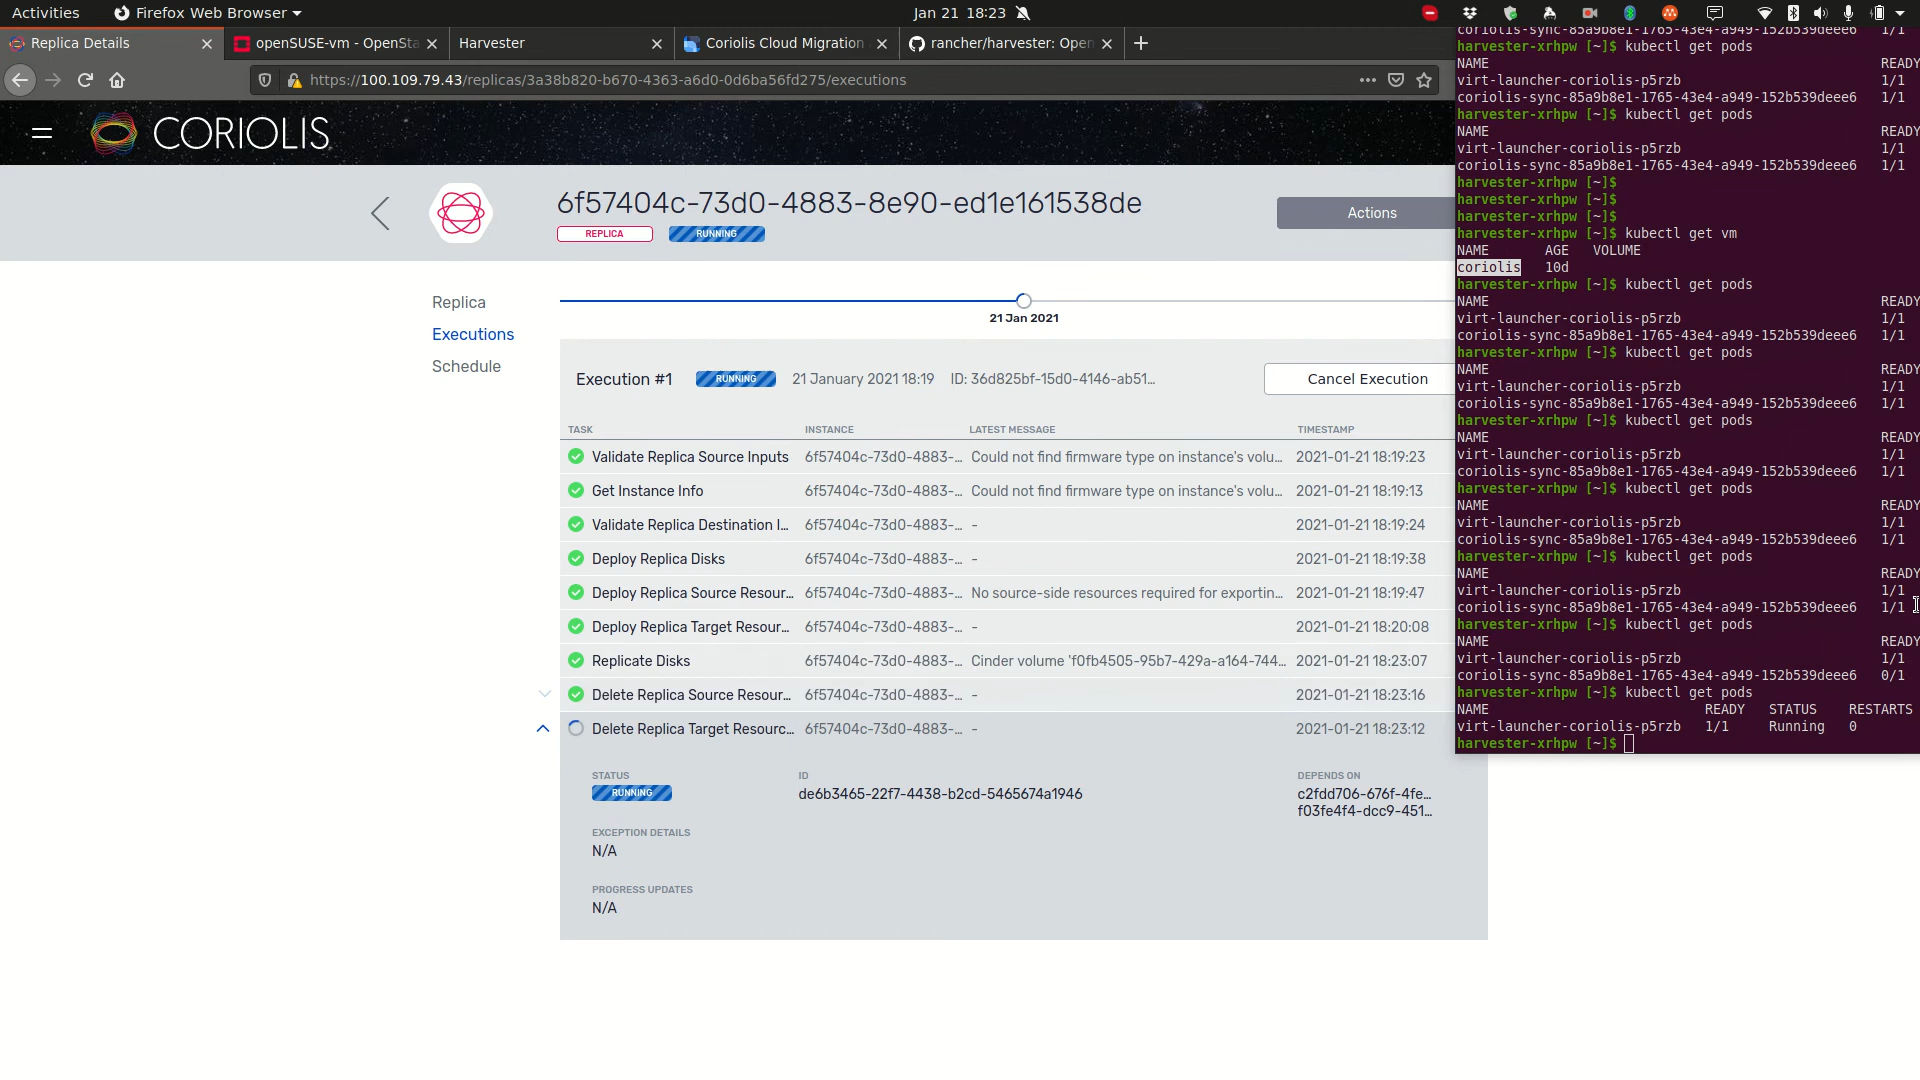 Activities
Firefox Web Browser
Jan 21 18:23
Replica Details
openSUSE-vm - OpenSta
Harvester
Coriolis Cloud Migration
rancher/harvester: Open
https://100.109.79.43/replicas/3a38b820-b670-4363-a6d0-0d6ba56fd275/executions
CORIOLIS
6f57404c-73d0-4883-8e90-ed1e161538de
REPLICA
RUNNING
Actions
Replica
Executions
Schedule
21 Jan 2021
Execution #1
RUNNING
21 January 2021 18:19
ID: 36d825bf-15d0-4146-ab51...
Cancel Execution
TASK INSTANCE LATEST MESSAGE TIMESTAMP
Validate Replica Source Inputs 6f57404c-73d0-4883-... Could not find firmware type on instance's volu... 2021-01-21 18:19:23
Get Instance Info 6f57404c-73d0-4883-... Could not find firmware type on instance's volu... 2021-01-21 18:19:13
Validate Replica Destination I... 6f57404c-73d0-4883-... - 2021-01-21 18:19:24
Deploy Replica Disks 6f57404c-73d0-4883-... - 2021-01-21 18:19:38
Deploy Replica Source Resour... 6f57404c-73d0-4883-... No source-side resources required for exportin... 2021-01-21 18:19:47
Deploy Replica Target Resour... 6f57404c-73d0-4883-... - 2021-01-21 18:20:08
Replicate Disks 6f57404c-73d0-4883-... Cinder volume 'f0fb4505-95b7-429a-a164-744... 2021-01-21 18:23:07
Delete Replica Source Resour... 6f57404c-73d0-4883-... - 2021-01-21 18:23:16
Delete Replica Target Resourc... 6f57404c-73d0-4883-... - 2021-01-21 18:23:12
STATUS
RUNNING
ID
de6b3465-22f7-4438-b2cd-5465674a1946
DEPENDS ON
c2fdd706-676f-4fe...
f03fe4f4-dcc9-451...
EXCEPTION DETAILS
N/A
PROGRESS UPDATES
N/A
coriolis-sync-85a9b8e1-1765-43e4-a949-152b539deee6 1/1
harvester-xrhpw [~]$ kubectl get pods
NAME READY
virt-launcher-coriolis-p5rzb 1/1
coriolis-sync-85a9b8e1-1765-43e4-a949-152b539deee6 1/1
harvester-xrhpw [~]$ kubectl get pods
NAME READY
virt-launcher-coriolis-p5rzb 1/1
coriolis-sync-85a9b8e1-1765-43e4-a949-152b539deee6 1/1
harvester-xrhpw [~]$
harvester-xrhpw [~]$
harvester-xrhpw [~]$
harvester-xrhpw [~]$ kubectl get vm
NAME AGE VOLUME
coriolis 10d
harvester-xrhpw [~]$ kubectl get pods
NAME READY
virt-launcher-coriolis-p5rzb 1/1
coriolis-sync-85a9b8e1-1765-43e4-a949-152b539deee6 1/1
harvester-xrhpw [~]$ kubectl get pods
NAME READY
virt-launcher-coriolis-p5rzb 1/1
coriolis-sync-85a9b8e1-1765-43e4-a949-152b539deee6 1/1
harvester-xrhpw [~]$ kubectl get pods
NAME READY
virt-launcher-coriolis-p5rzb 1/1
coriolis-sync-85a9b8e1-1765-43e4-a949-152b539deee6 1/1
harvester-xrhpw [~]$ kubectl get pods
NAME READY
virt-launcher-coriolis-p5rzb 1/1
coriolis-sync-85a9b8e1-1765-43e4-a949-152b539deee6 1/1
harvester-xrhpw [~]$ kubectl get pods
NAME READY
virt-launcher-coriolis-p5rzb 1/1
coriolis-sync-85a9b8e1-1765-43e4-a949-152b539deee6 1/1
harvester-xrhpw [~]$ kubectl get pods
NAME READY
virt-launcher-coriolis-p5rzb 1/1
coriolis-sync-85a9b8e1-1765-43e4-a949-152b539deee6 0/1
harvester-xrhpw [~]$ kubectl get pods
NAME READY STATUS RESTARTS
virt-launcher-coriolis-p5rzb 1/1 Running 0
harvester-xrhpw [~]$